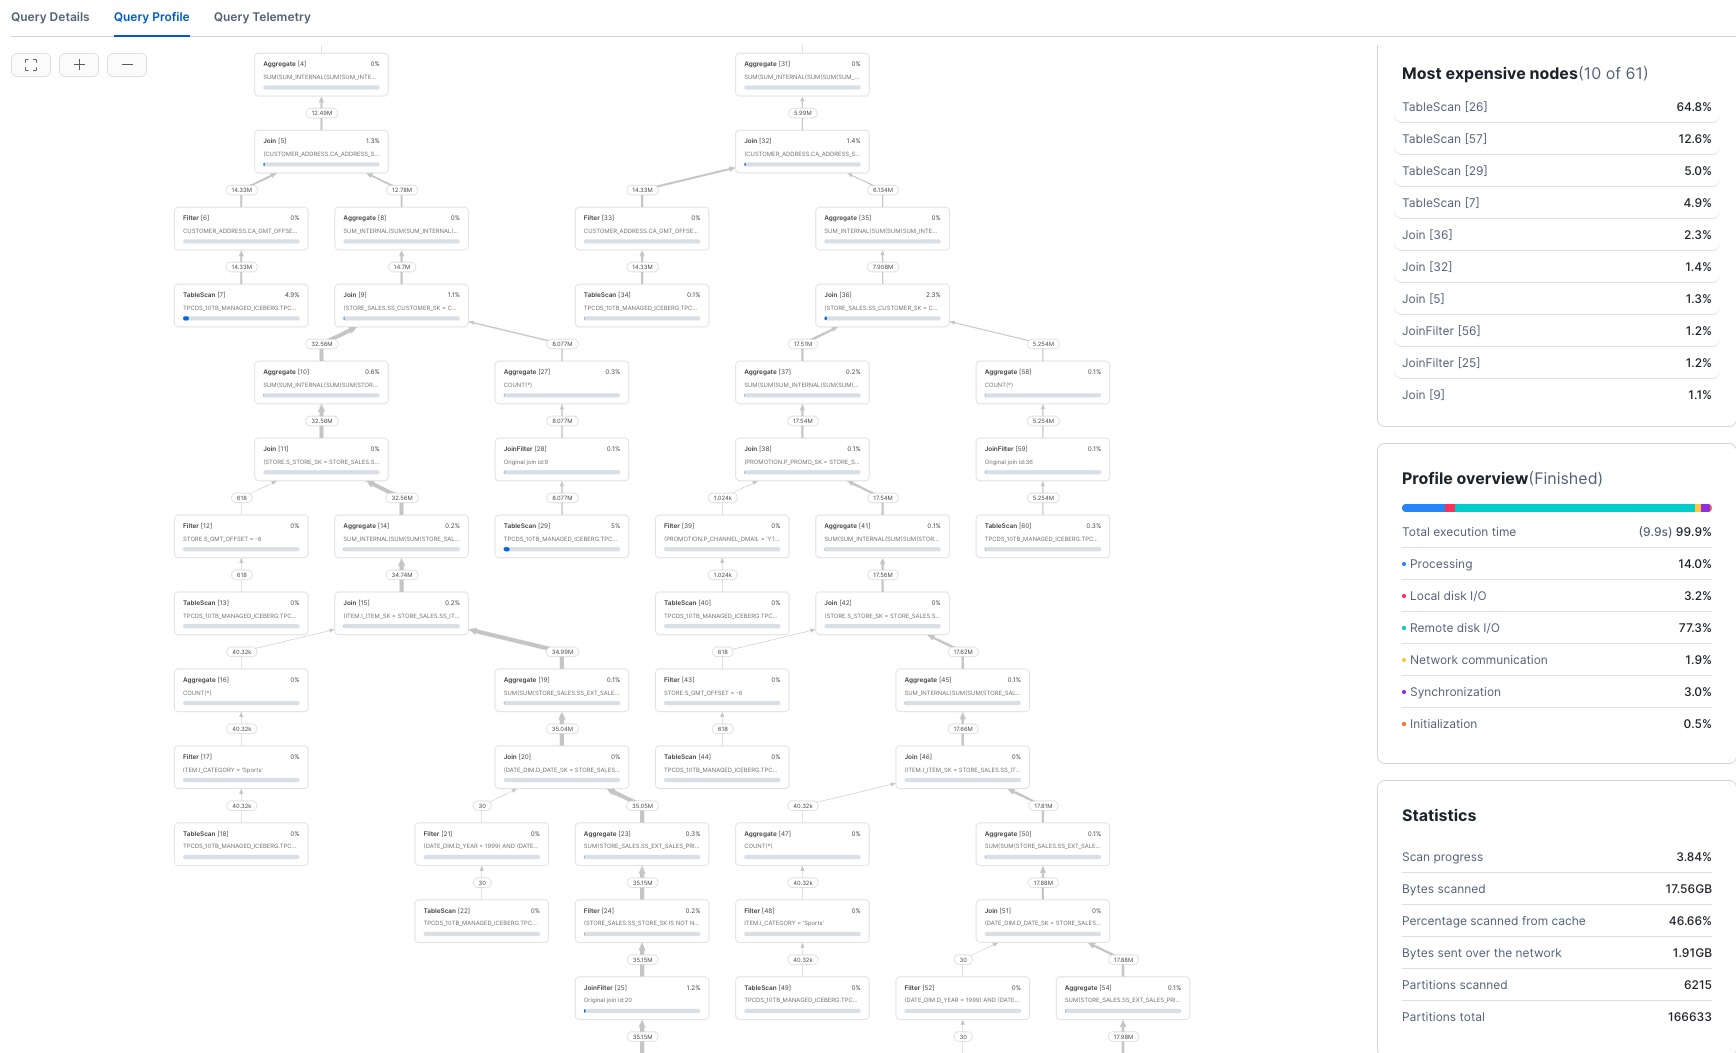 Query Details
Query Profile
Query Telemetry
Aggregate [4] 0%
SUM(SUM_INTERNAL(SUM(SUM_INTE...
Aggregate [31] 0%
SUM(SUM_INTERNAL(SUM(SUM(SUM_...
12.49M
5.99M
Join [5] 1.3%
(CUSTOMER_ADDRESS.CA_ADDRESS_S...
Join [32] 1.4%
(CUSTOMER_ADDRESS.CA_ADDRESS_S...
14.33M
12.78M
14.33M
6.134M
Filter [6] 0%
CUSTOMER_ADDRESS.CA_GMT_OFFSE...
Aggregate [8] 0%
SUM_INTERNAL(SUM(SUM_INTERNAL(...
Filter [33] 0%
CUSTOMER_ADDRESS.CA_GMT_OFFSE...
Aggregate [35] 0%
SUM_INTERNAL(SUM(SUM(SUM_INTE...
14.33M
14.7M
14.33M
7.908M
TableScan [7] 4.9%
TPCDS_10TB_MANAGED_ICEBERG.TPC...
Join [9] 1.1%
(STORE_SALES.SS_CUSTOMER_SK = C...
TableScan [34] 0.1%
TPCDS_10TB_MANAGED_ICEBERG.TPC...
Join [36] 2.3%
(STORE_SALES.SS_CUSTOMER_SK = C...
32.56M
8.077M
17.51M
5.254M
Aggregate [10] 0.6%
SUM(SUM_INTERNAL(SUM(SUM(STOR...
Aggregate [27] 0.3%
COUNT(*)
Aggregate [37] 0.2%
SUM(SUM(SUM_INTERNAL(SUM(SUM(...
Aggregate [58] 0.1%
COUNT(*)
32.56M
8.077M
17.54M
5.254M
Join [11] 0%
(STORE.S_STORE_SK = STORE_SALES.S...
JoinFilter [28] 0.1%
Original join id:9
Join [38] 0.1%
(PROMOTION.P_PROMO_SK = STORE_S...
JoinFilter [59] 0.1%
Original join id:36
618
32.56M
8.077M
1.024k
17.54M
5.254M
Filter [12] 0%
STORE.S_GMT_OFFSET = -6
Aggregate [14] 0.2%
SUM_INTERNAL(SUM(SUM(STORE_SAL...
TableScan [29] 5%
TPCDS_10TB_MANAGED_ICEBERG.TPC...
Filter [39] 0%
(PROMOTION.P_CHANNEL_DMAIL = 'Y')...
Aggregate [41] 0.1%
SUM(SUM_INTERNAL(SUM(SUM(STOR...
TableScan [60] 0.3%
TPCDS_10TB_MANAGED_ICEBERG.TPC...
618
34.74M
1.024k
17.56M
TableScan [13] 0%
TPCDS_10TB_MANAGED_ICEBERG.TPC...
Join [15] 0.2%
(ITEM.I_ITEM_SK = STORE_SALES.SS_IT...
TableScan [40] 0%
TPCDS_10TB_MANAGED_ICEBERG.TPC...
Join [42] 0%
(STORE.S_STORE_SK = STORE_SALES.S...
40.32k
34.99M
618
17.62M
Aggregate [16] 0%
COUNT(*)
Aggregate [19] 0.1%
SUM(SUM(STORE_SALES.SS_EXT_SALE...
Filter [43] 0%
STORE.S_GMT_OFFSET = -6
Aggregate [45] 0.1%
SUM_INTERNAL(SUM(SUM(STORE_SAL...
40.32k
35.04M
618
17.66M
Filter [17] 0%
ITEM.I_CATEGORY = 'Sports'
Join [20] 0%
(DATE_DIM.D_DATE_SK = STORE_SALES...
TableScan [44] 0%
TPCDS_10TB_MANAGED_ICEBERG.TPC...
Join [46] 0%
(ITEM.I_ITEM_SK = STORE_SALES.SS_IT...
40.32k
30
35.05M
40.32k
17.81M
TableScan [18] 0%
TPCDS_10TB_MANAGED_ICEBERG.TPC...
Filter [21] 0%
(DATE_DIM.D_YEAR = 1999) AND (DATE...
Aggregate [23] 0.3%
SUM(STORE_SALES.SS_EXT_SALES_PRI...
Aggregate [47] 0%
COUNT(*)
Aggregate [50] 0.1%
SUM(SUM(STORE_SALES.SS_EXT_SALE...
30
35.15M
40.32k
17.88M
TableScan [22] 0%
TPCDS_10TB_MANAGED_ICEBERG.TPC...
Filter [24] 0.2%
(STORE_SALES.SS_STORE_SK IS NOT N...
Filter [48] 0%
ITEM.I_CATEGORY = 'Sports'
Join [51] 0%
(DATE_DIM.D_DATE_SK = STORE_SALES...
35.15M
40.32k
30
17.88M
JoinFilter [25] 1.2%
Original join id:20
TableScan [49] 0%
TPCDS_10TB_MANAGED_ICEBERG.TPC...
Filter [52] 0%
(DATE_DIM.D_YEAR = 1999) AND (DATE...
Aggregate [54] 0.1%
SUM(STORE_SALES.SS_EXT_SALES_PRI...
35.15M
30
17.98M
Most expensive nodes(10 of 61)
TableScan [26] 64.8%
TableScan [57] 12.6%
TableScan [29] 5.0%
TableScan [7] 4.9%
Join [36] 2.3%
Join [32] 1.4%
Join [5] 1.3%
JoinFilter [56] 1.2%
JoinFilter [25] 1.2%
Join [9] 1.1%
Profile overview(Finished)
Total execution time (9.9s) 99.9%
Processing 14.0%
Local disk I/O 3.2%
Remote disk I/O 77.3%
Network communication 1.9%
Synchronization 3.0%
Initialization 0.5%
Statistics
Scan progress 3.84%
Bytes scanned 17.56GB
Percentage scanned from cache 46.66%
Bytes sent over the network 1.91GB
Partitions scanned 6215
Partitions total 166633